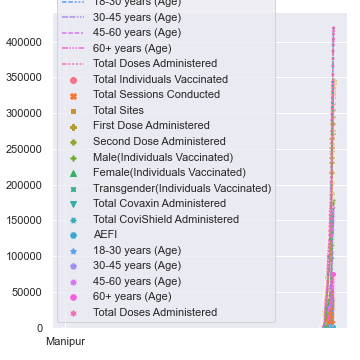 18-30 years (Age)
30-45 years (Age)
45-60 years (Age)
60+ years (Age)
Total Doses Administered
Total Individuals Vaccinated
Total Sessions Conducted
Total Sites
First Dose Administered
Second Dose Administered
Male(Individuals Vaccinated)
Female(Individuals Vaccinated)
Transgender(Individuals Vaccinated)
Total Covaxin Administered
Total CoviShield Administered
AEFI
18-30 years (Age)
30-45 years (Age)
45-60 years (Age)
60+ years (Age)
Total Doses Administered
400000
350000
300000
250000
200000
150000
100000
50000
0
Manipur